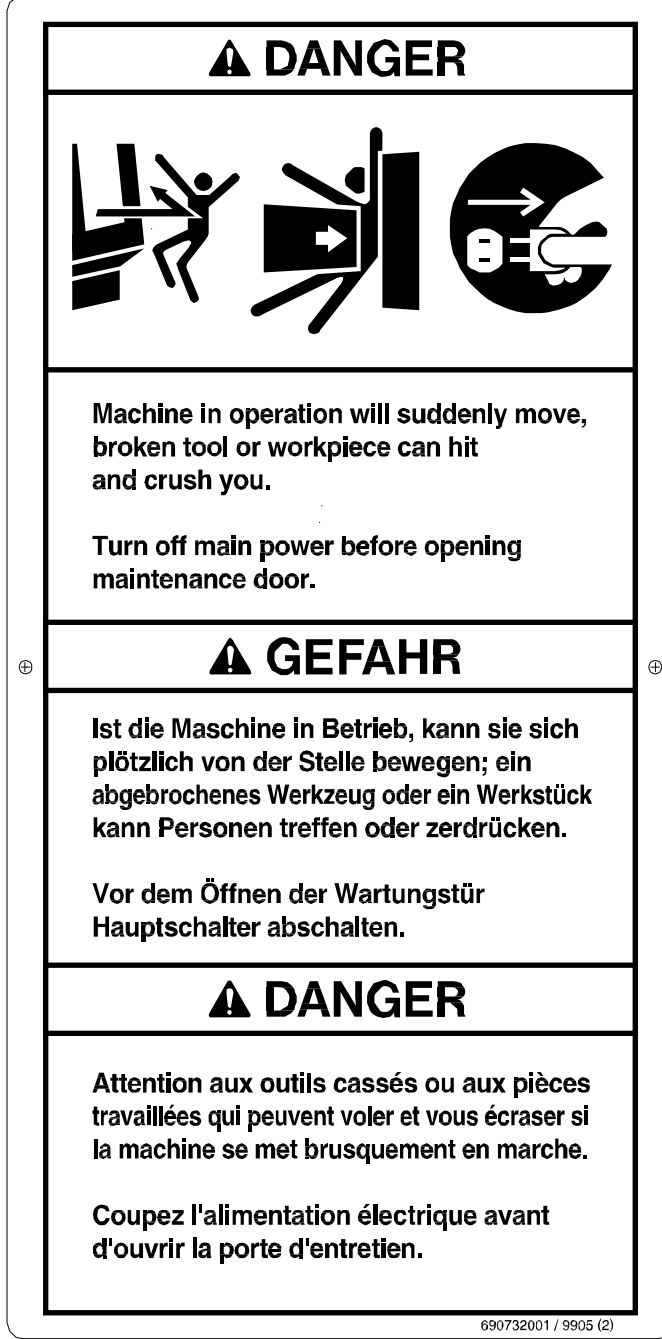 DANGER
Machine in operation will suddenly move,
broken tool or workpiece can hit
and crush you.
Turn off main power before opening
maintenance door.
GEFAHR
Ist die Maschine in Betrieb, kann sie sich
plötzlich von der Stelle bewegen; ein
abgebrochenes Werkzeug oder ein Werkstück
kann Personen treffen oder zerdrücken.
Vor dem Öffnen der Wartungstür
Hauptschalter abschalten.
DANGER
Attention aux outils cassés ou aux pièces
travaillées qui peuvent voler et vous écraser si
la machine se met brusquement en marche.
Coupez l'alimentation électrique avant
d'ouvrir la porte d'entretien.
690732001 / 9905 (2)